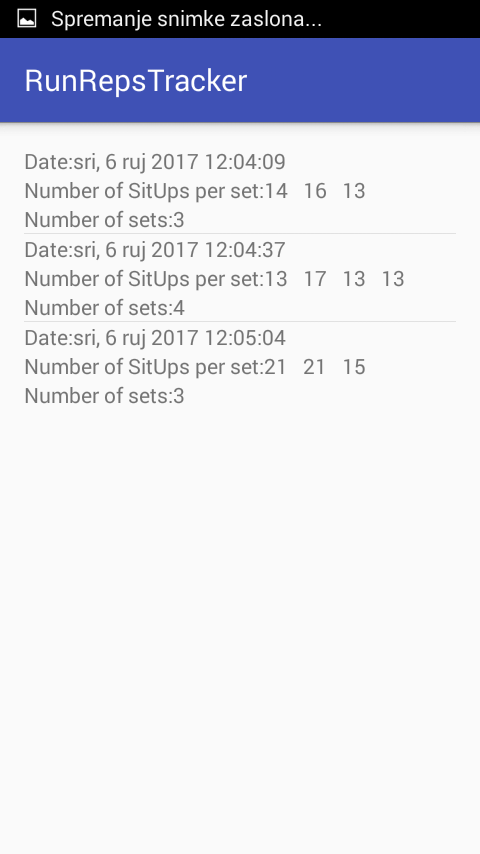 Spremanje snimke zaslona...
RunRepsTracker
Date:sri, 6 ruj 2017 12:04:09
Number of SitUps per set:14 16 13
Number of sets:3
Date:sri, 6 ruj 2017 12:04:37
Number of SitUps per set:13 17 13 13
Number of sets:4
Date:sri, 6 ruj 2017 12:05:04
Number of SitUps per set:21 21 15
Number of sets:3